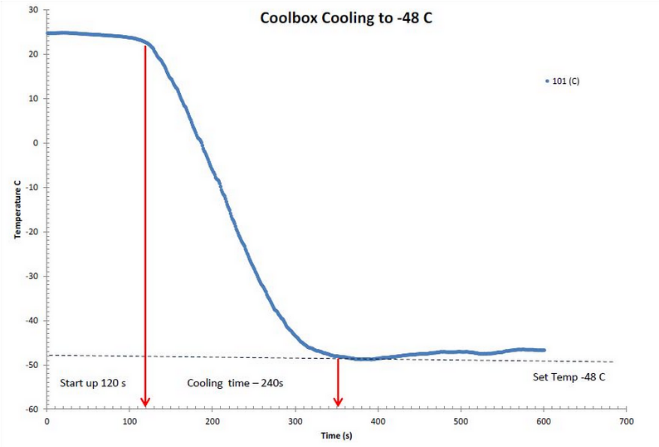 Coolbox Cooling to -48 C
30
20
10
0
-10
-20
-30
-40
-50
-60
Temperature C
101 (C)
Start up 120 s
Cooling time – 240s
Set Temp -48 C
0 100 200 300 400 500 600 700
Time (s)